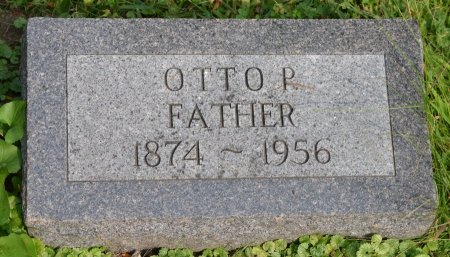 OTTO P.
FATHER
1874 ~ 1956